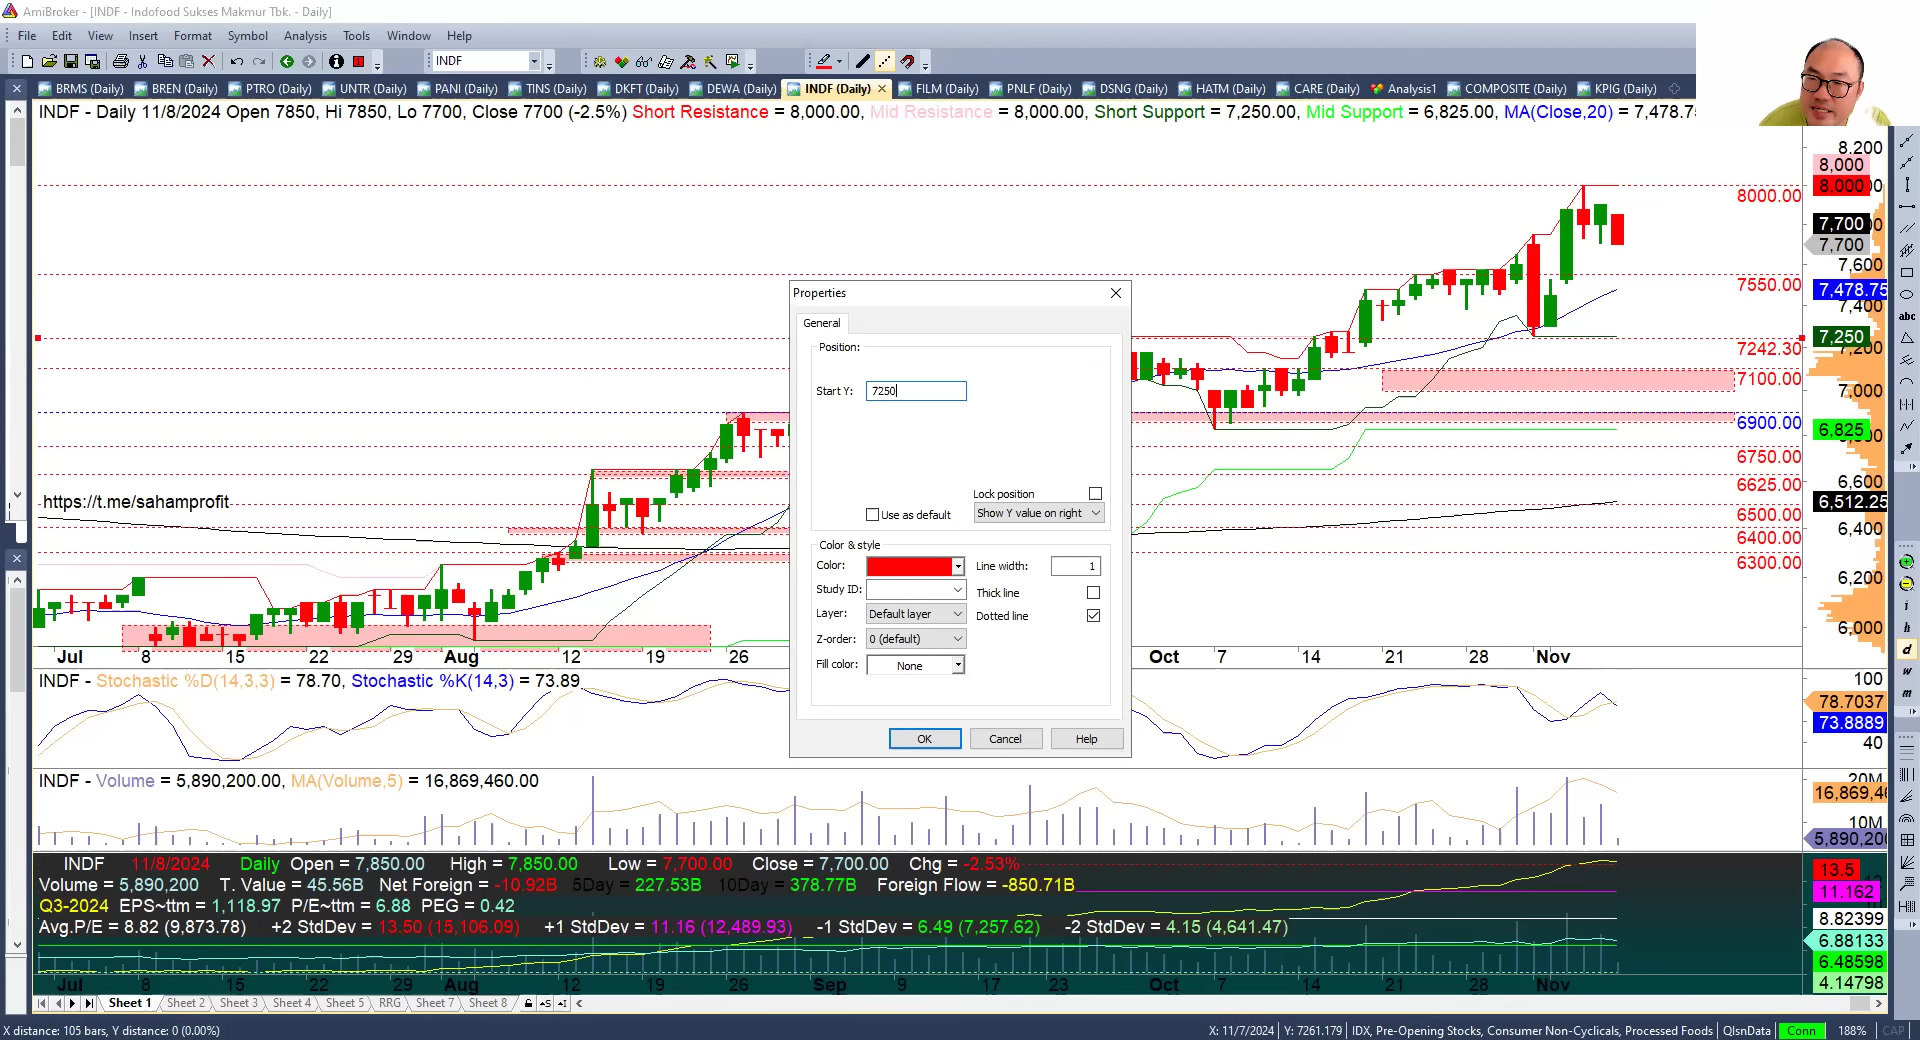 AmiBroker - [INDF - Indofood Sukses Makmur Tbk. - Daily]
File Edit View Insert Format Symbol Analysis Tools Window Help
INDF
BRMS (Daily) BREN (Daily) PTRO (Daily) UNTR (Daily) PANI (Daily) TINS (Daily) DKFT (Daily) DEWA (Daily) INDF (Daily) FILM (Daily) PNLF (Daily) DSNG (Daily) HATM (Daily) CARE (Daily) Analysis1 COMPOSITE (Daily) KPIG (Daily)
INDF - Daily 11/8/2024 Open 7850, Hi 7850, Lo 7700, Close 7700 (-2.5%) Short Resistance = 8,000.00, Mid Resistance = 8,000.00, Short Support = 7,250.00, Mid Support = 6,825.00, MA(Close,20) = 7,478.75
8,200
8,000
8,000
8000.00
7,700
7,700
7,600
7550.00
7,478.75
7,400
7,250
7242.30
7,200
7100.00
7,000
6900.00
6,825
6750.00
6,600
6625.00
6,512.25
6500.00
6,400
6400.00
6300.00
6,200
6,000
https://t.me/sahamprofit
Properties
General
Position:
Start Y: 7250
Lock position
Use as default Show Y value on right
Color & style
Color: Line width: 1
Study ID: Thick line
Layer: Default layer Dotted line
Z-order: 0 (default)
Fill color: None
OK Cancel Help
Jul 8 15 22 29 Aug 12 19 26 Oct 7 14 21 28 Nov
INDF - Stochastic %D(14,3,3) = 78.70, Stochastic %K(14,3) = 73.89
100
78.7037
73.8889
40
INDF - Volume = 5,890,200.00, MA(Volume,5) = 16,869,460.00
20M
16,869,46
10M
5,890,200
INDF 11/8/2024 Daily Open = 7,850.00 High = 7,850.00 Low = 7,700.00 Close = 7,700.00 Chg = -2.53%
Volume = 5,890,200 T. Value = 45.56B Net Foreign = -10.92B 5Day = 227.53B 10Day = 378.77B Foreign Flow = -850.71B
Q3-2024 EPS~ttm = 1,118.97 P/E~ttm = 6.88 PEG = 0.42
Avg.P/E = 8.82 (9,873.78) +2 StdDev = 13.50 (15,106.09) +1 StdDev = 11.16 (12,489.93) -1 StdDev = 6.49 (7,257.62) -2 StdDev = 4.15 (4,641.47)
13.5
11.162
8.82399
6.88133
6.48598
4.14798
Jul 8 15 22 29 Aug 12 19 26 Sep 9 17 23 Oct 7 14 21 28 Nov
Sheet 1 Sheet 2 Sheet 3 Sheet 4 Sheet 5 RRG Sheet 7 Sheet 8
X distance: 105 bars, Y distance: 0 (0.00%) X: 11/7/2024 Y: 7261.179 IDX, Pre-Opening Stocks, Consumer Non-Cyclicals, Processed Foods QlsnData Conn 188% CAP
abc
i
h
d
w
m